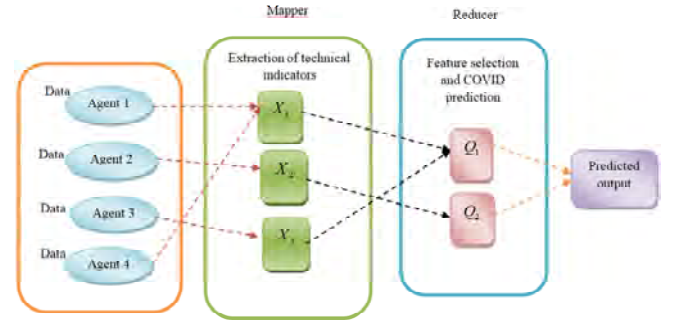 Mapper
Reducer
Extraction of technical
indicators
Feature selection
and COVID
prediction
Data
Agent 1
Data
Agent 2
Data
Agent 3
Data
Agent 4
X₁
X₂
X₃
Q₁
Q₂
Predicted
output